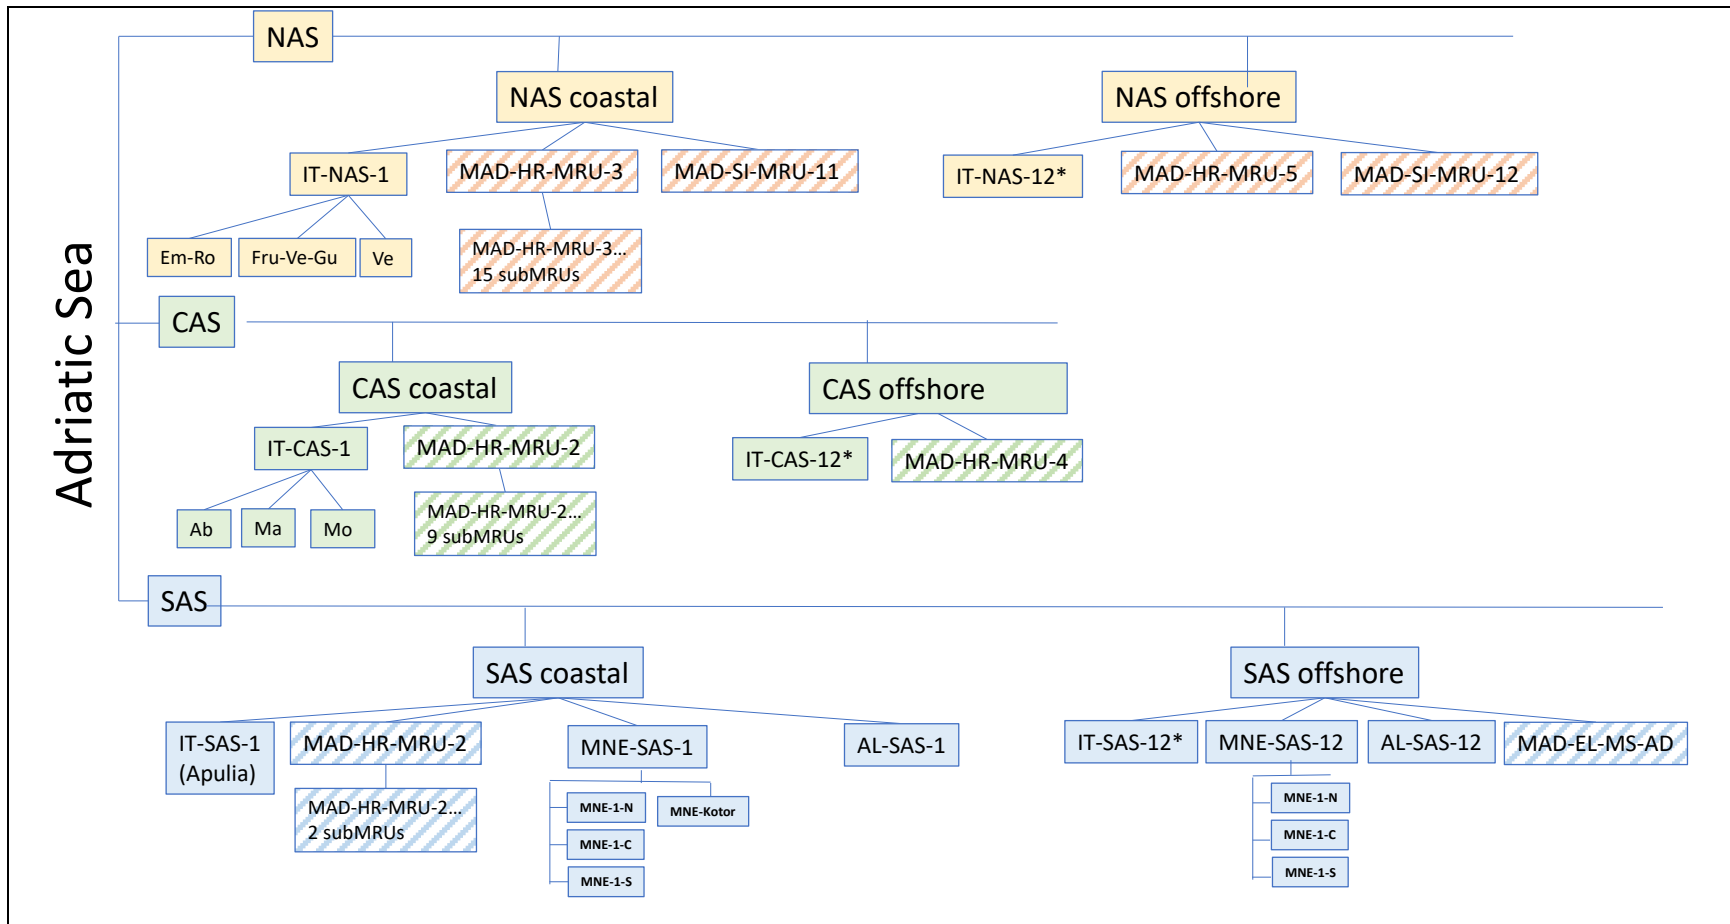 Adriatic Sea
NAS
NAS coastal
NAS offshore
IT-NAS-1
MAD-HR-MRU-3
MAD-SI-MRU-11
IT-NAS-12*
MAD-HR-MRU-5
MAD-SI-MRU-12
Em-Ro
Fru-Ve-Gu
Ve
MAD-HR-MRU-3...
15 subMRUs
CAS
CAS coastal
CAS offshore
IT-CAS-1
MAD-HR-MRU-2
IT-CAS-12*
MAD-HR-MRU-4
Ab
Ma
Mo
MAD-HR-MRU-2...
9 subMRUs
SAS
SAS coastal
SAS offshore
IT-SAS-1
(Apulia)
MAD-HR-MRU-2
MNE-SAS-1
AL-SAS-1
IT-SAS-12*
MNE-SAS-12
AL-SAS-12
MAD-EL-MS-AD
MAD-HR-MRU-2...
2 subMRUs
MNE-1-N
MNE-Kotor
MNE-1-C
MNE-1-S
MNE-1-N
MNE-1-C
MNE-1-S